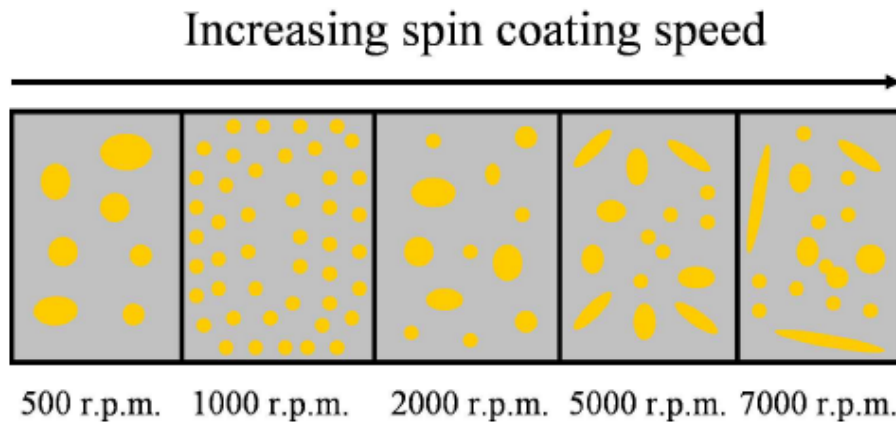 Increasing spin coating speed
500 r.p.m. 1000 r.p.m. 2000 r.p.m. 5000 r.p.m. 7000 r.p.m.